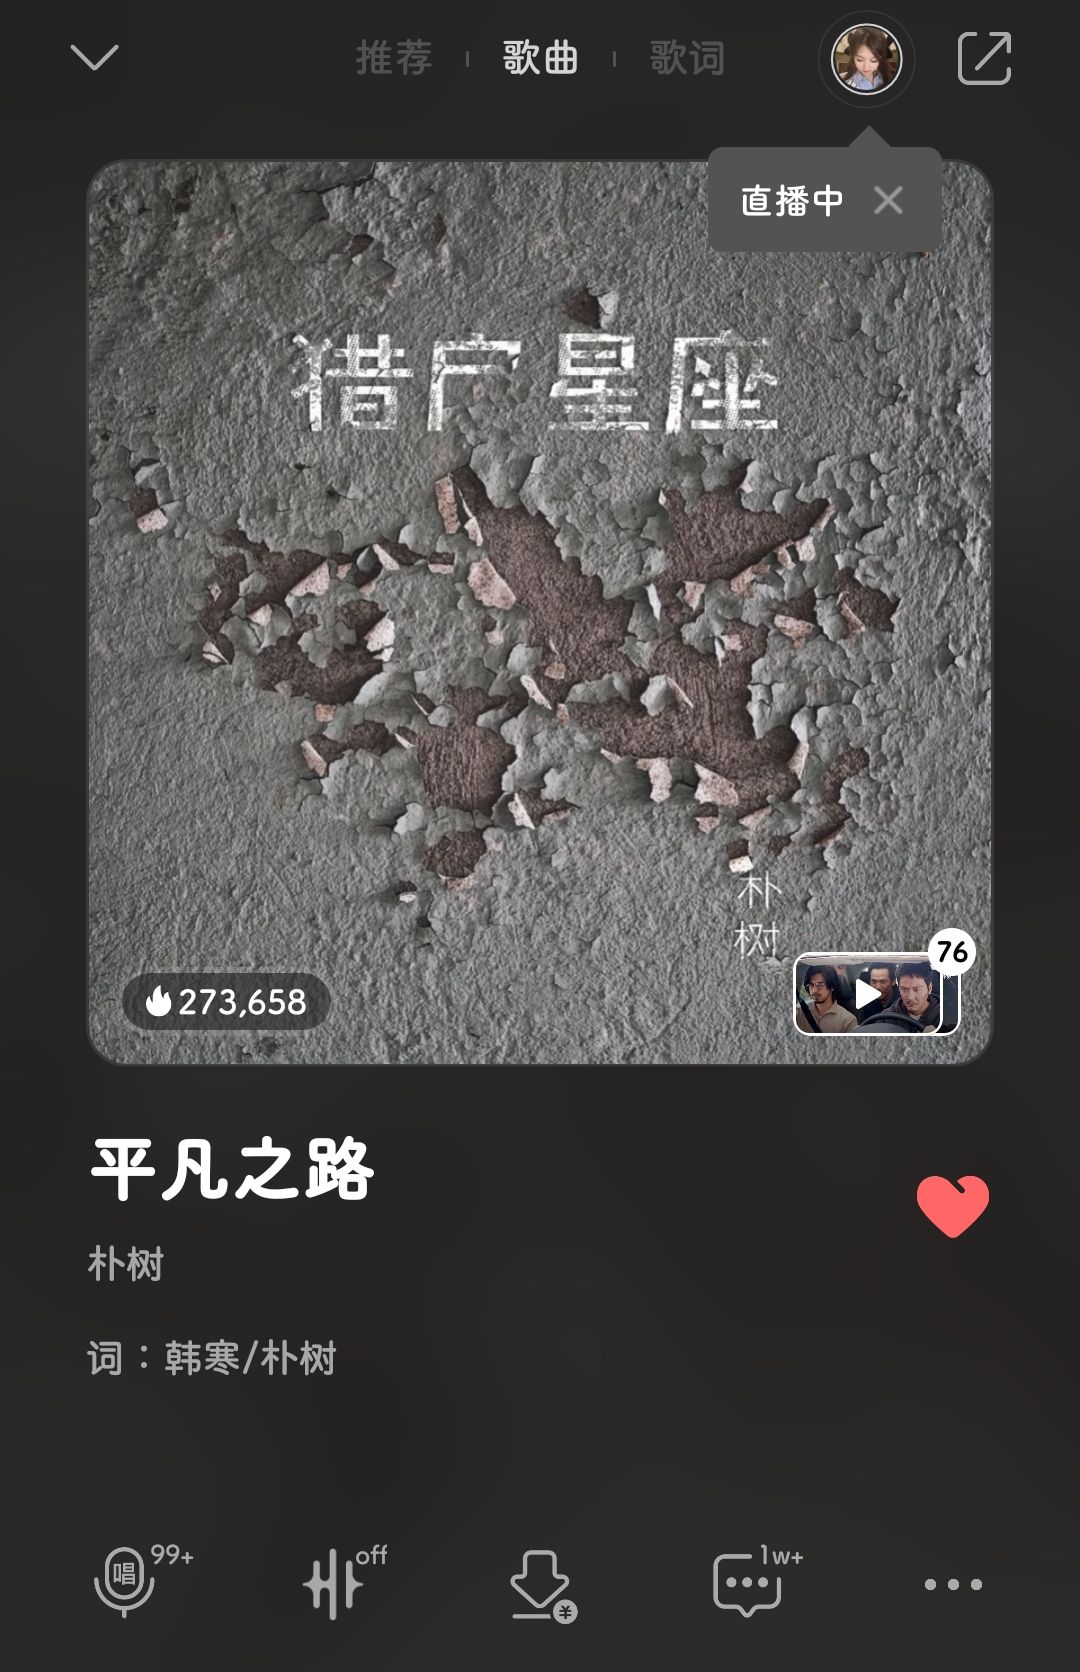 推荐
歌曲
歌词
直播中
猎户星座
朴
树
76
273,658
平凡之路
朴树
词：韩寒/朴树
唱
99+
off
¥
1w+